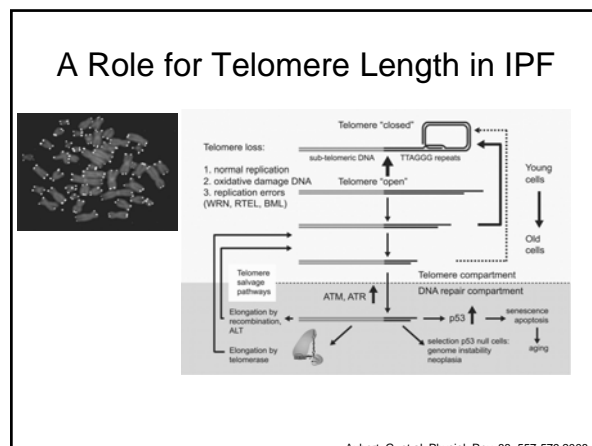 A Role for Telomere Length in IPF
Telomere "closed"
Telomere loss:
sub-telomeric DNA
TTAGGG repeats
1. normal replication
2. oxidative damage DNA
3. replication errors
(WRN, RTEL, BML)
Telomere "open"
Young
cells
Old
cells
Telomere
salvage
pathways
Telomere compartment
DNA repair compartment
ATM, ATR
Elongation by
recombination,
ALT
p53
senescence
apoptosis
aging
Elongation by
telomerase
selection p53 null cells:
genome instability
neoplasia